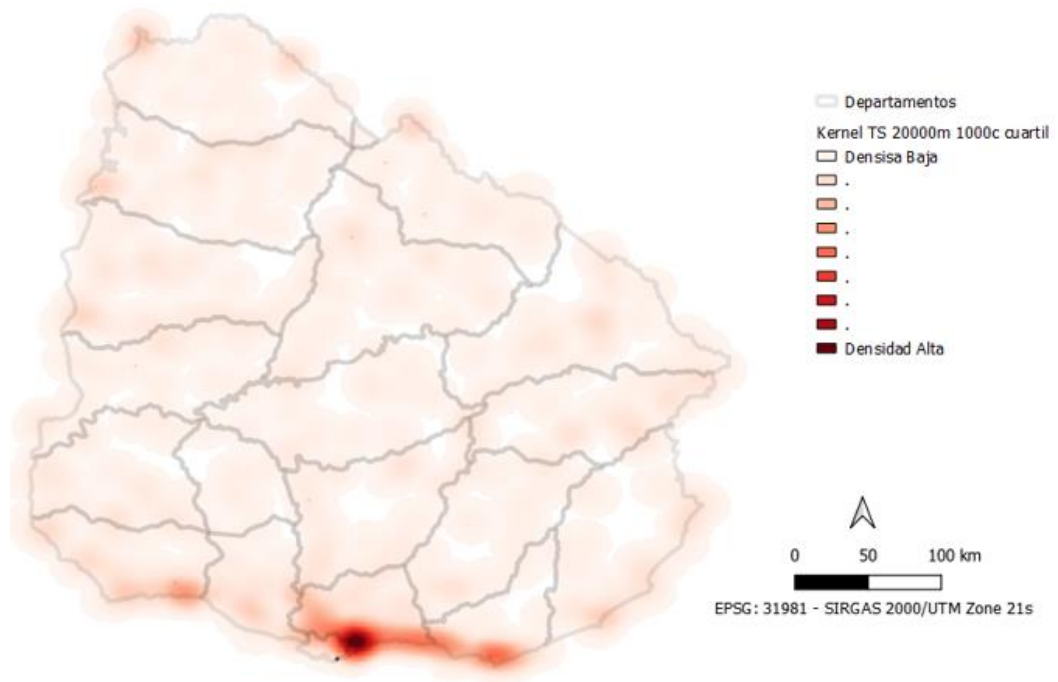 Departamentos
Kernel TS 20000m 1000c cuartil
Densisa Baja
.
.
.
.
.
.
.
Densidad Alta
0 50 100 km
EPSG: 31981 - SIRGAS 2000/UTM Zone 21s